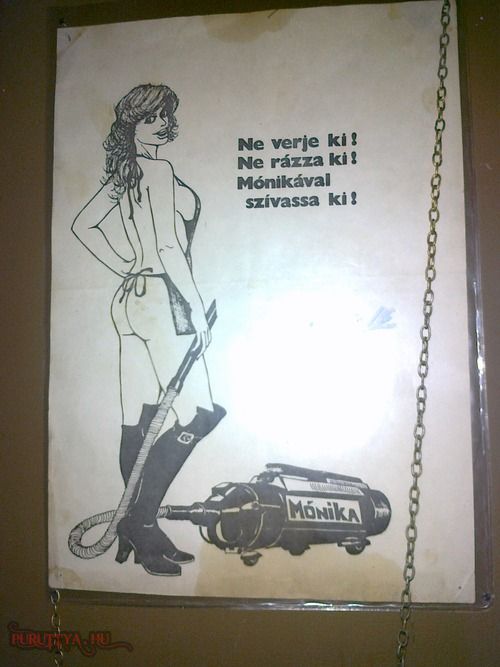 Ne verje ki!
Ne rázza ki!
Mónikával
szívassa ki!
MÓNIKA
PURUTTYA.HU